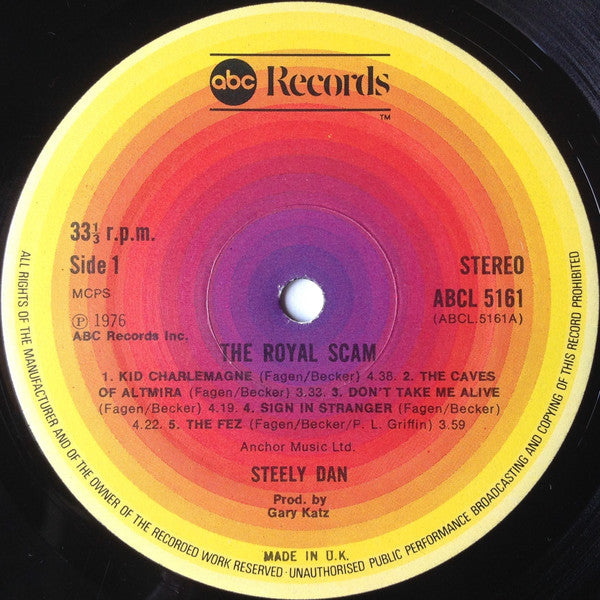 abc Records
TM
33⅓ r.p.m.
Side 1
STEREO
MCPS
ABCL 5161
(ABCL.5161A)
Ⓟ 1976
ABC Records Inc.
THE ROYAL SCAM
1. KID CHARLEMAGNE (Fagen/Becker) 4.38. 2. THE CAVES
OF ALTMIRA (Fagen/Becker) 3.33. 3. DON'T TAKE ME ALIVE
(Fagen/Becker) 4.19. 4. SIGN IN STRANGER (Fagen/Becker)
4.22. 5. THE FEZ (Fagen/Becker/P. L. Griffin) 3.59
Anchor Music Ltd.
STEELY DAN
Prod. by
Gary Katz
MADE IN U.K.
ALL RIGHTS OF THE MANUFACTURER AND OF THE OWNER OF THE RECORDED WORK RESERVED·UNAUTHORISED PUBLIC PERFORMANCE BROADCASTING AND COPYING OF THIS RECORD PROHIBITED